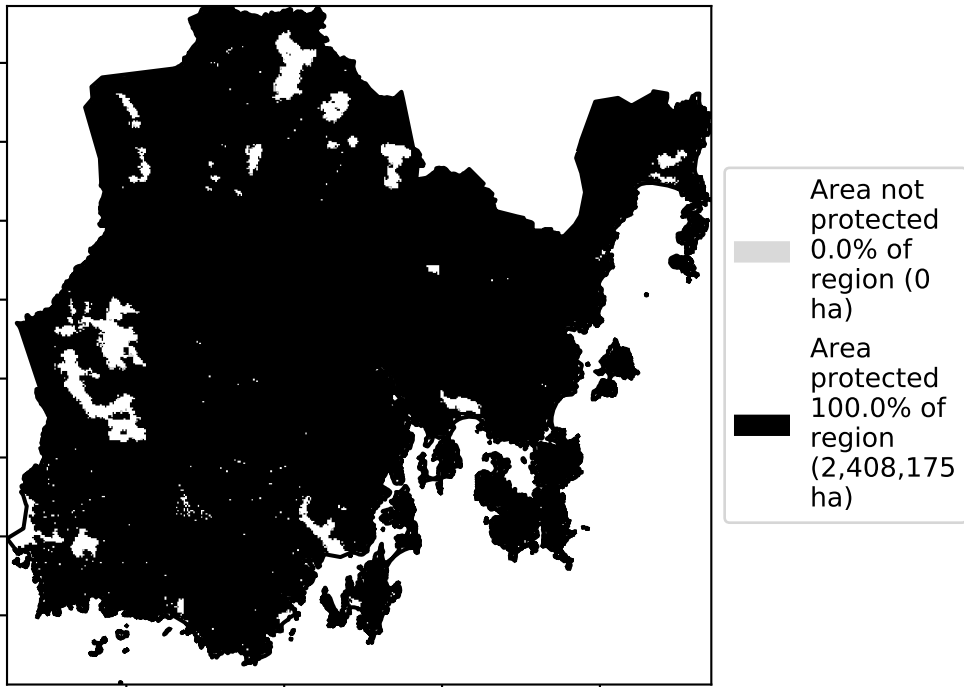 Area not
protected
0.0% of
region (0
ha)
Area
protected
100.0% of
region
(2,408,175
ha)